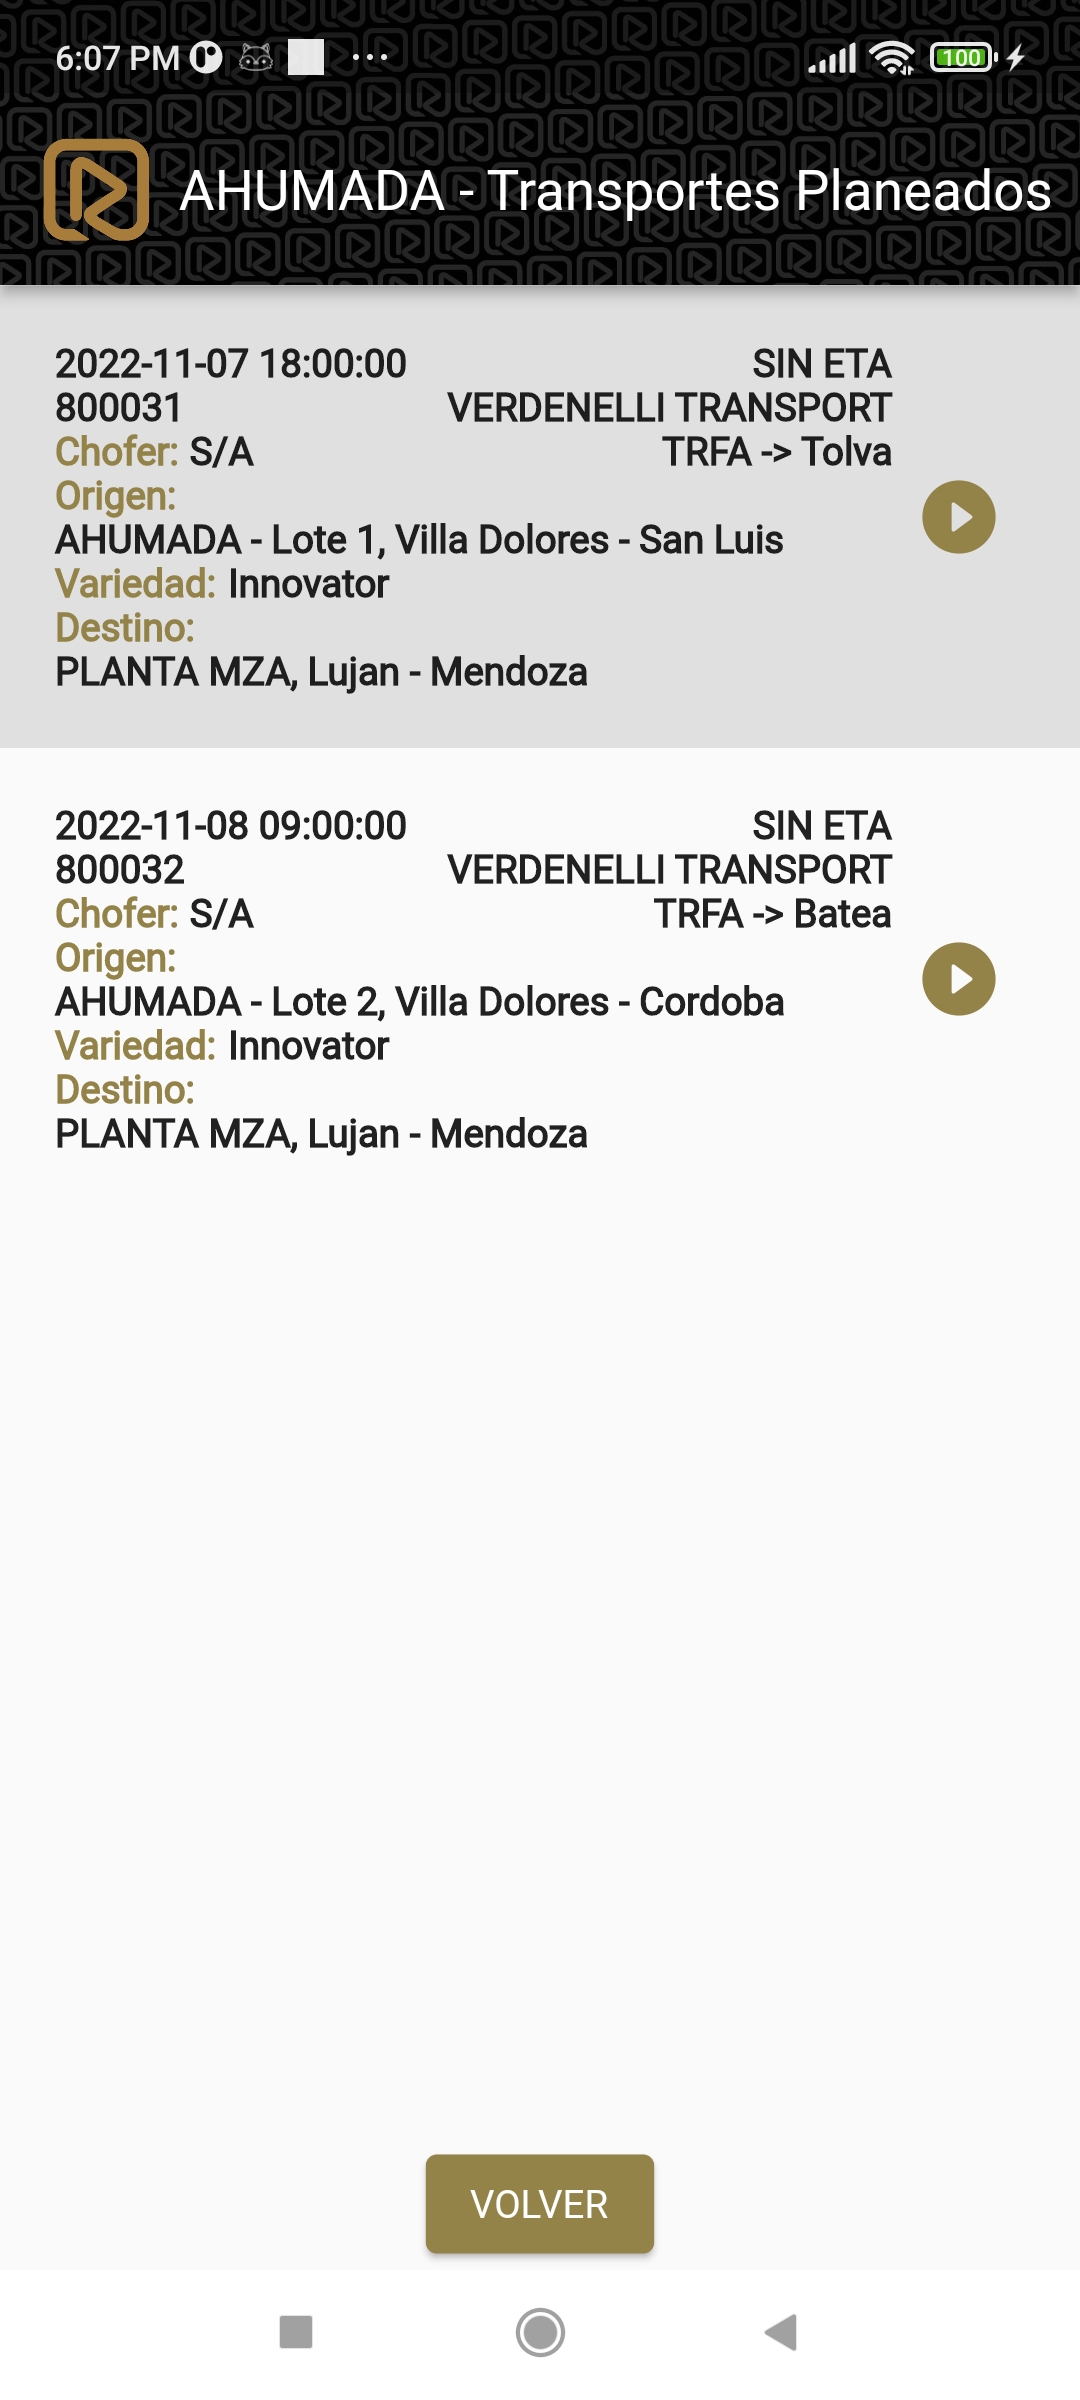 6:07 PM
100
AHUMADA - Transportes Planeados
2022-11-07 18:00:00 SIN ETA
800031 VERDENELLI TRANSPORT
Chofer: S/A TRFA -> Tolva
Origen:
AHUMADA - Lote 1, Villa Dolores - San Luis
Variedad: Innovator
Destino:
PLANTA MZA, Lujan - Mendoza
2022-11-08 09:00:00 SIN ETA
800032 VERDENELLI TRANSPORT
Chofer: S/A TRFA -> Batea
Origen:
AHUMADA - Lote 2, Villa Dolores - Cordoba
Variedad: Innovator
Destino:
PLANTA MZA, Lujan - Mendoza
VOLVER